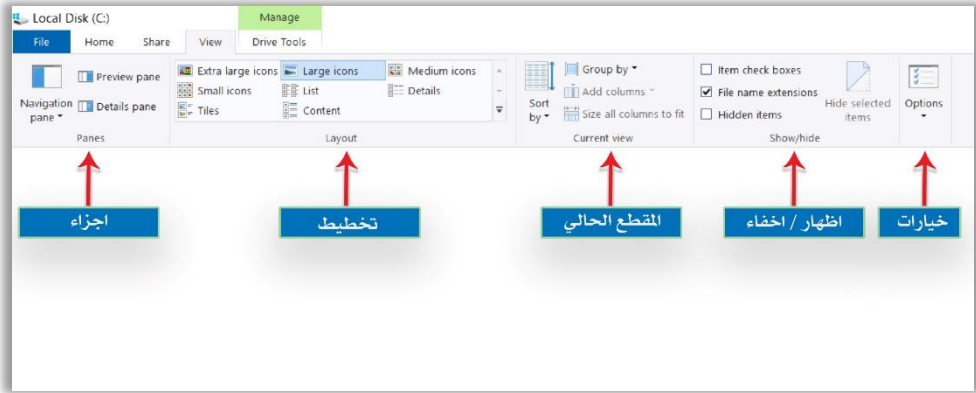 Local Disk (C:)
Manage
File Home Share View Drive Tools
Navigation pane
Preview pane
Details pane
Panes
Extra large icons Large icons Medium icons
Small icons List Details
Tiles Content
Layout
Sort by
Group by
Add columns
Size all columns to fit
Current view
Item check boxes
File name extensions
Hidden items
Hide selected
items
Show/hide
Options
اجزاء
تخطيط
المقطع الحالي
اظهار / اخفاء
خيارات